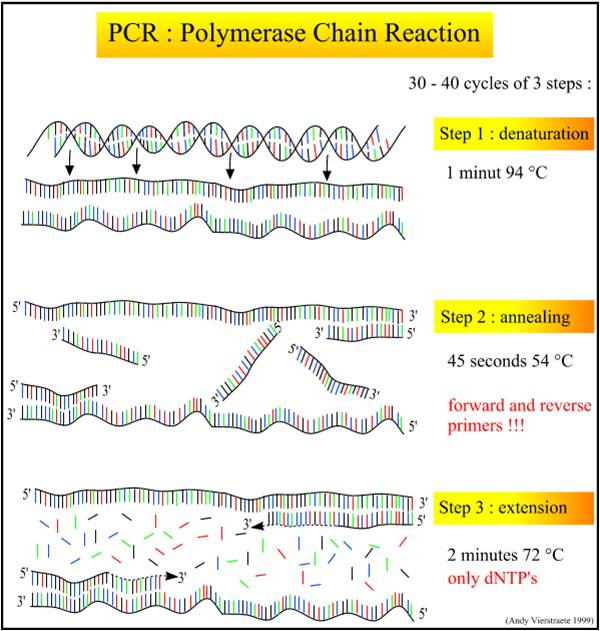 PCR : Polymerase Chain Reaction
30 - 40 cycles of 3 steps :
Step 1 : denaturation
1 minut 94 °C
5'
3'
Step 2 : annealing
3'
5'
3'
5'
5'
5'
45 seconds 54 °C
5'
3'
3'
3'
3'
5'
forward and reverse
primers !!!
5'
3'
Step 3 : extension
3'
5'
2 minutes 72 °C
5'
3'
only dNTP's
3'
5'
(Andy Vierstraete 1999)